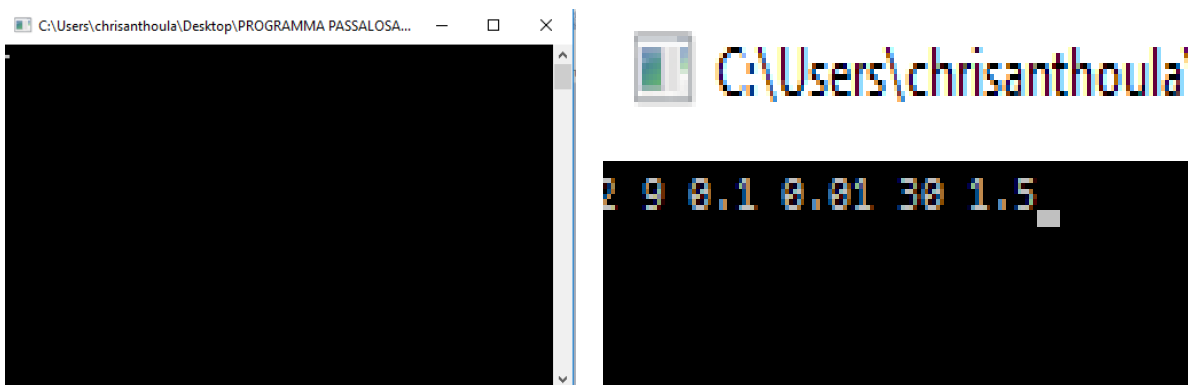 C:\Users\chrisanthoula\Desktop\PROGRAMMA PASSALOSA...
C:\Users\chrisanthoula
2 9 0.1 0.01 30 1.5